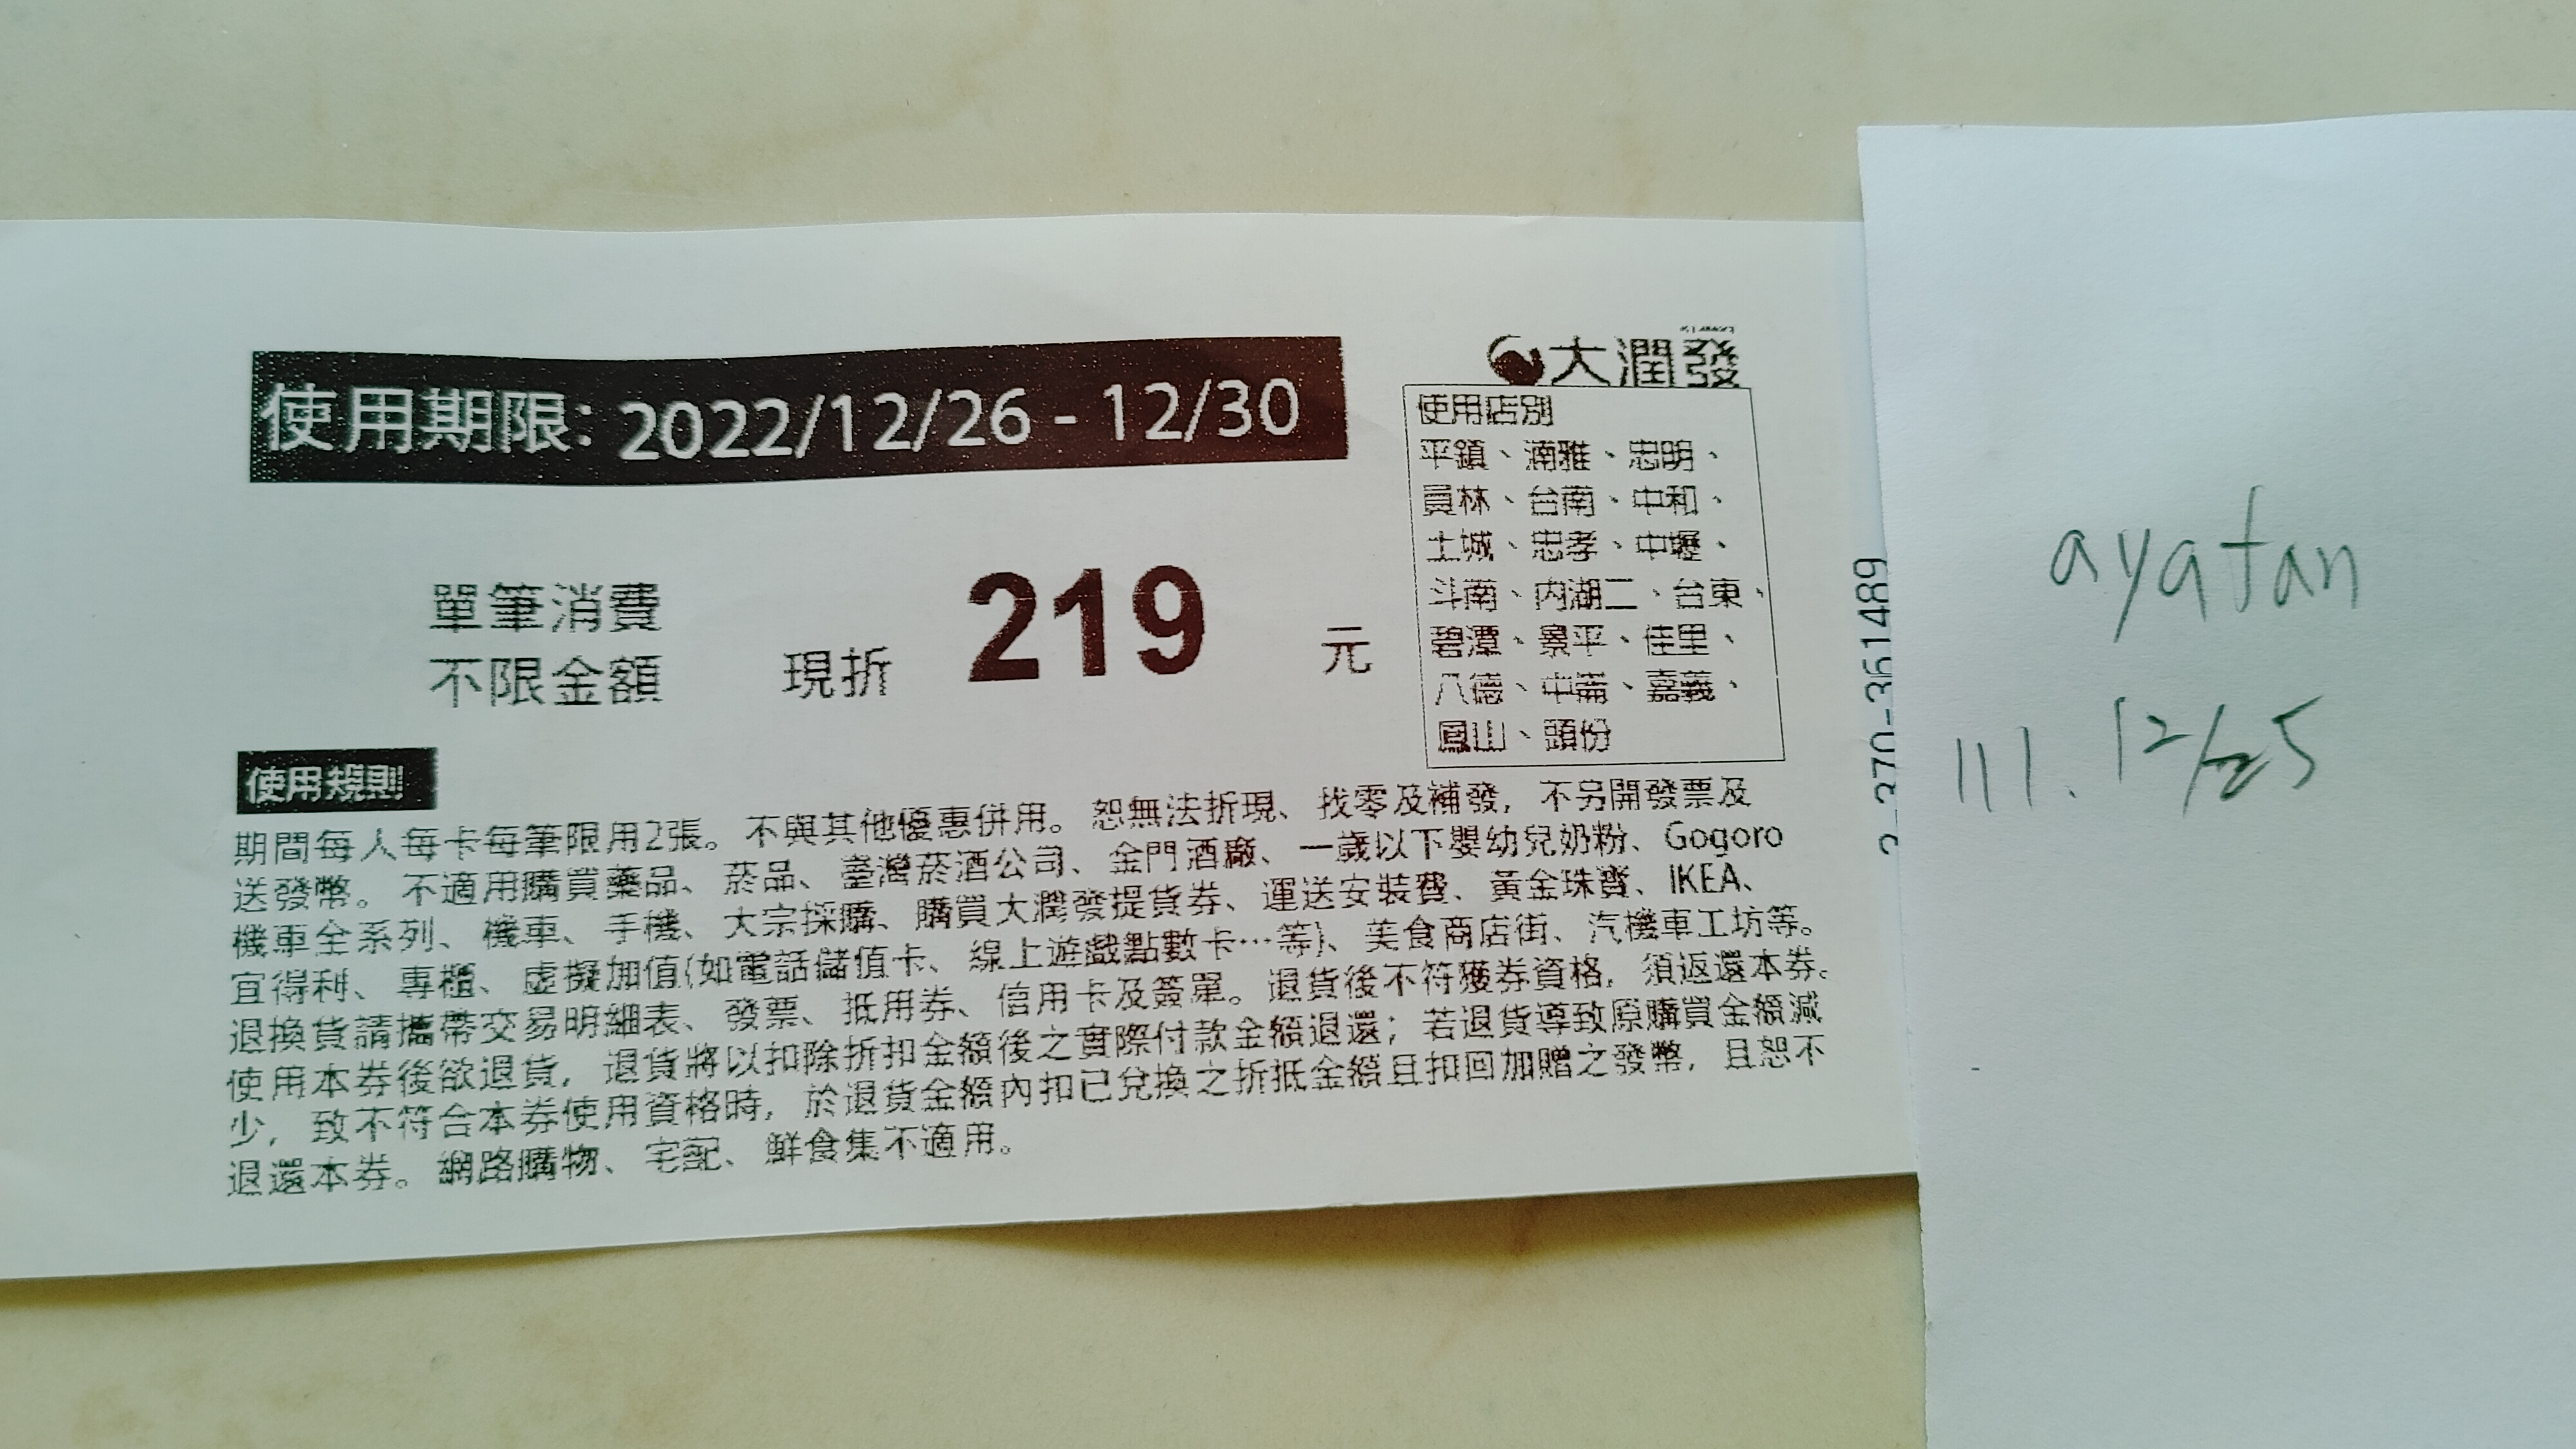 大潤發
使用期限: 2022/12/26 - 12/30
使用店別
平鎮、湳雅、忠明、
員林、台南、中和、
土城、忠孝、中壢、
斗南、內湖二、台東、
碧潭、景平、佳里、
八德、中崙、嘉義、
鳳山、頭份
單筆消費
不限金額
現折 219 元
使用規則
期間每人每卡每筆限用2張。不與其他優惠併用。恕無法折現、找零及補發，不另開發票及
送發幣。不適用購買藥品、菸品、臺灣菸酒公司、金門酒廠、一歲以下嬰幼兒奶粉、Gogoro
機車全系列、機車、手機、大宗採購、購買大潤發提貨券、運送安裝費、黃金珠寶、IKEA、
宜得利、專櫃、虛擬加值(如電話儲值卡、線上遊戲點數卡…等)、美食商店街、汽機車工坊等。
退換貨請攜帶交易明細表、發票、抵用券、信用卡及簽單。退貨後不符獲券資格，須返還本券。
使用本券後欲退貨，退貨將以扣除折扣金額後之實際付款金額退還；若退貨導致原購買金額減
少，致不符合本券使用資格時，於退貨金額內扣已兌換之折抵金額且扣回加贈之發幣，且恕不
退還本券。網路購物、宅配、鮮食集不適用。
370-361489
ayatan
111.12/25